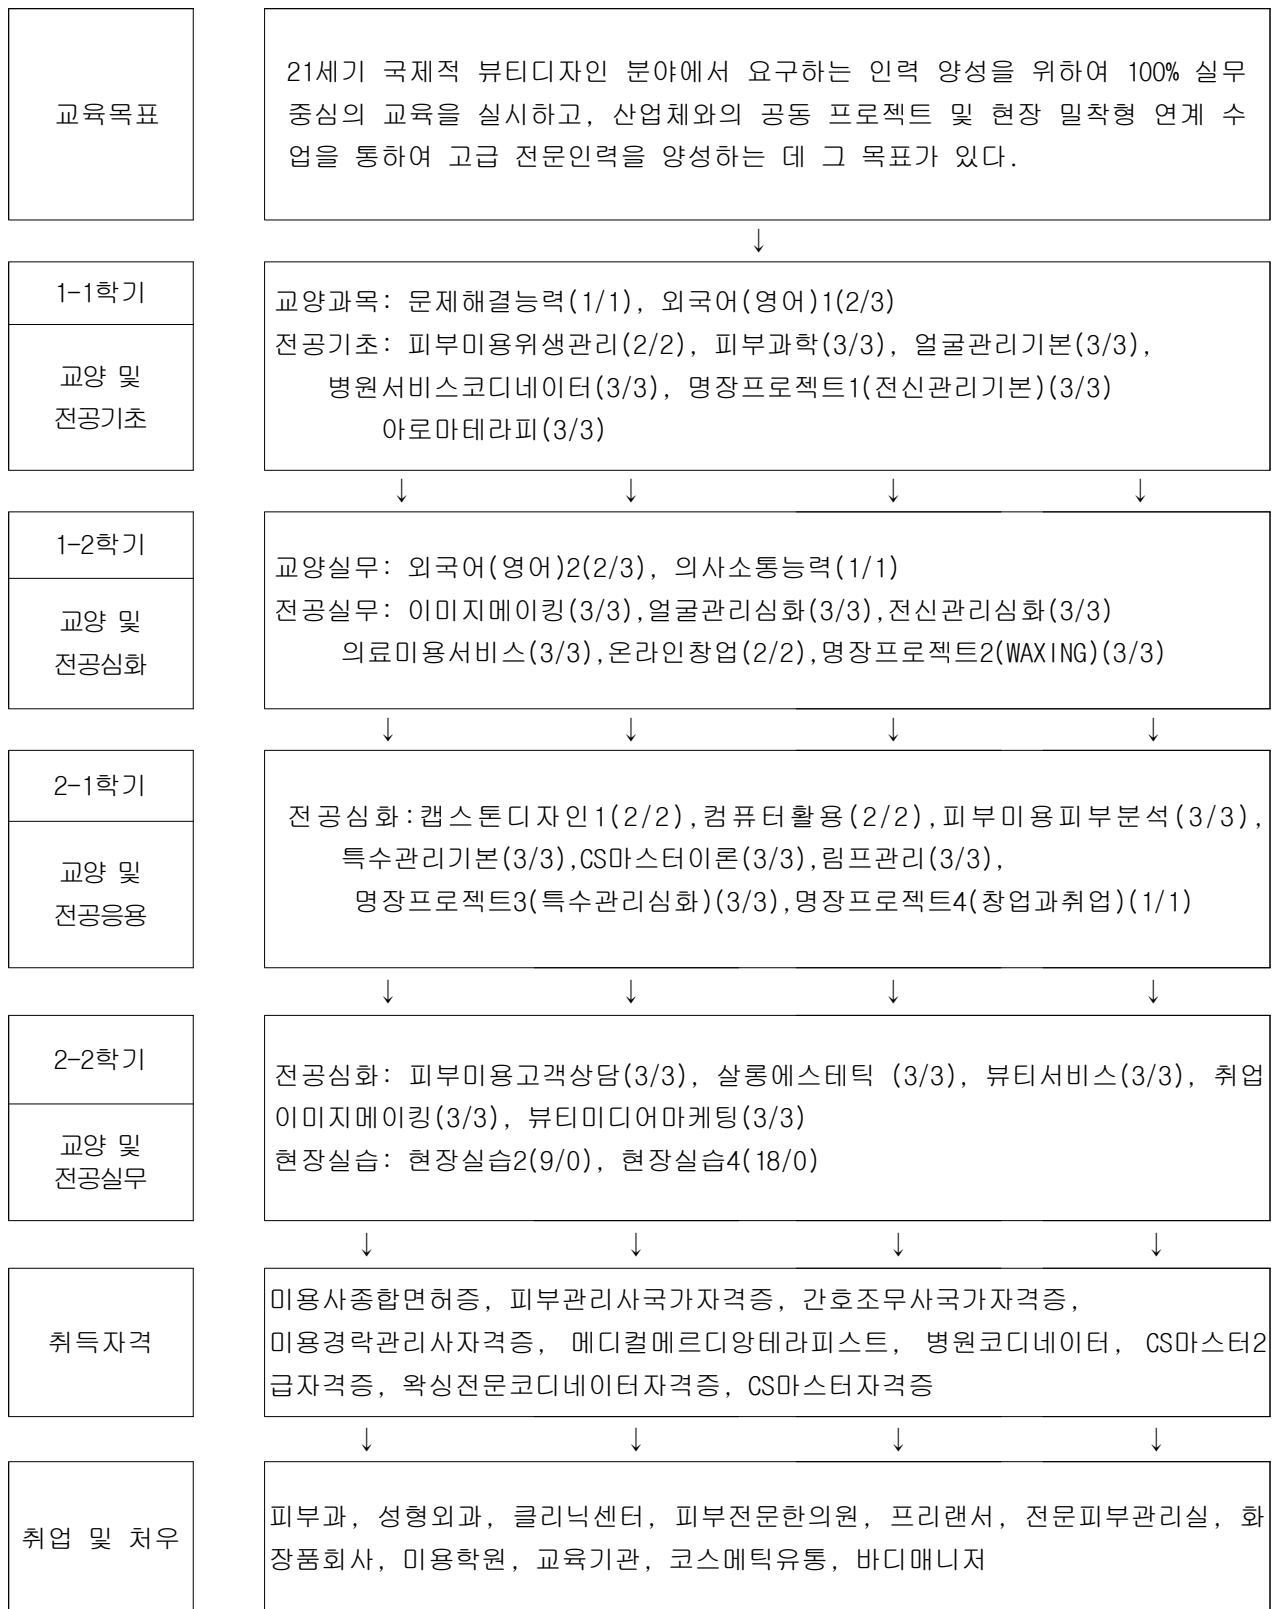 교육목표
21세기 국제적 뷰티디자인 분야에서 요구하는 인력 양성을 위하여 100% 실무
중심의 교육을 실시하고, 산업체와의 공동 프로젝트 및 현장 밀착형 연계 수
업을 통하여 고급 전문인력을 양성하는 데 그 목표가 있다.
↓
1-1학기
교양 및
전공기초
교양과목: 문제해결능력(1/1), 외국어(영어)1(2/3)
전공기초: 피부미용위생관리(2/2), 피부과학(3/3), 얼굴관리기본(3/3),
병원서비스코디네이터(3/3), 명장프로젝트1(전신관리기본)(3/3)
아로마테라피(3/3)
↓ ↓ ↓ ↓
1-2학기
교양 및
전공심화
교양실무: 외국어(영어)2(2/3), 의사소통능력(1/1)
전공실무: 이미지메이킹(3/3),얼굴관리심화(3/3),전신관리심화(3/3)
의료미용서비스(3/3),온라인창업(2/2),명장프로젝트2(WAXING)(3/3)
↓ ↓ ↓ ↓
2-1학기
교양 및
전공응용
전공심화:캡스톤디자인1(2/2),컴퓨터활용(2/2),피부미용피부분석(3/3),
특수관리기본(3/3),CS마스터이론(3/3),림프관리(3/3),
명장프로젝트3(특수관리심화)(3/3),명장프로젝트4(창업과취업)(1/1)
↓ ↓ ↓ ↓
2-2학기
교양 및
전공실무
전공심화: 피부미용고객상담(3/3), 살롱에스테틱 (3/3), 뷰티서비스(3/3), 취업
이미지메이킹(3/3), 뷰티미디어마케팅(3/3)
현장실습: 현장실습2(9/0), 현장실습4(18/0)
↓ ↓ ↓ ↓
취득자격
미용사종합면허증, 피부관리사국가자격증, 간호조무사국가자격증,
미용경락관리사자격증, 메디컬메르디앙테라피스트, 병원코디네이터, CS마스터2
급자격증, 왁싱전문코디네이터자격증, CS마스터자격증
↓ ↓ ↓ ↓
취업 및 처우
피부과, 성형외과, 클리닉센터, 피부전문한의원, 프리랜서, 전문피부관리실, 화
장품회사, 미용학원, 교육기관, 코스메틱유통, 바디매니저